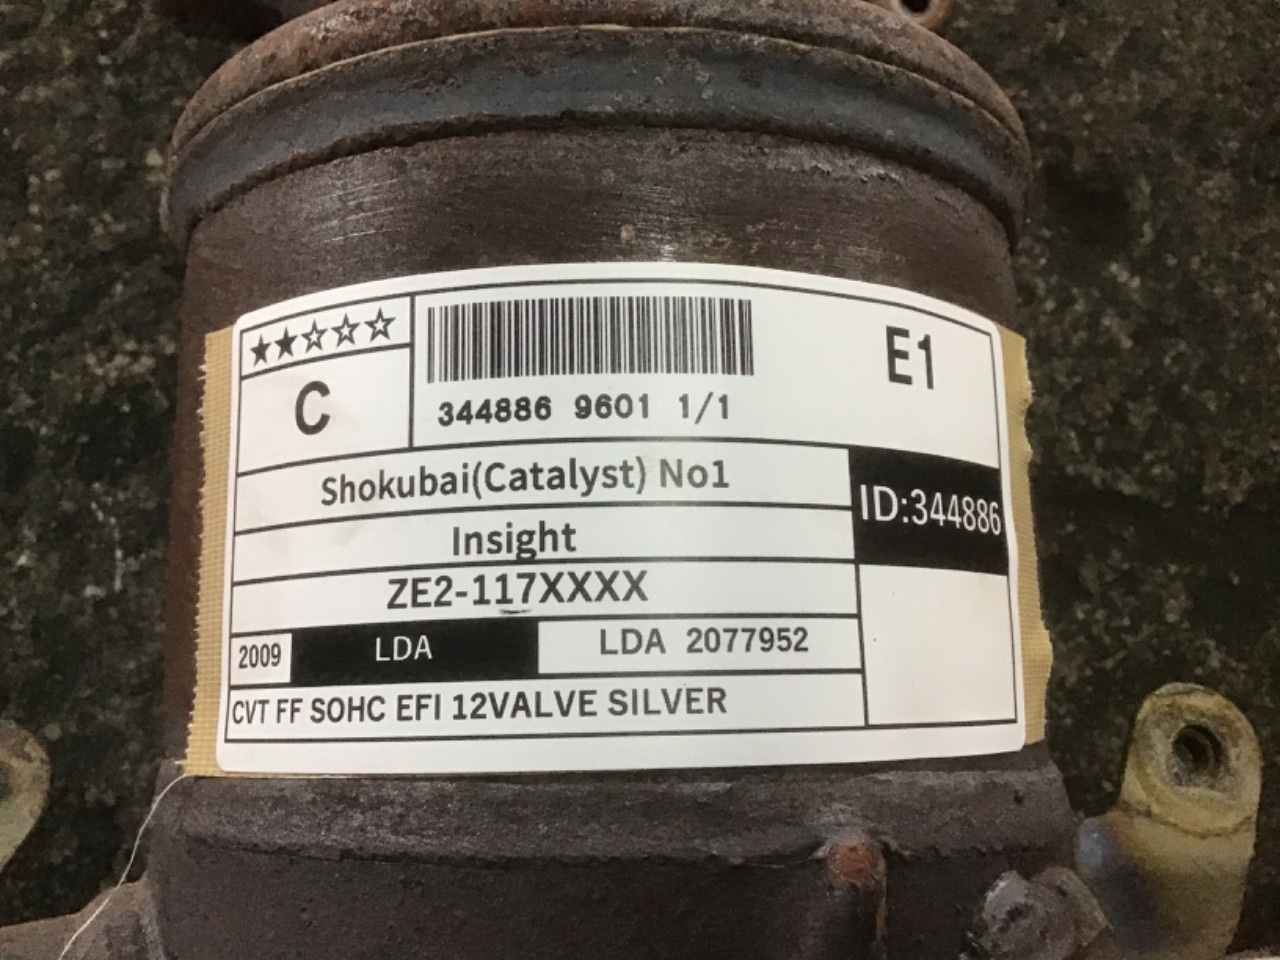 ★★☆☆☆
C
344886 9601 1/1
E1
Shokubai(Catalyst) No1
ID:344886
Insight
ZE2-117XXXX
2009 LDA LDA 2077952
CVT FF SOHC EFI 12VALVE SILVER